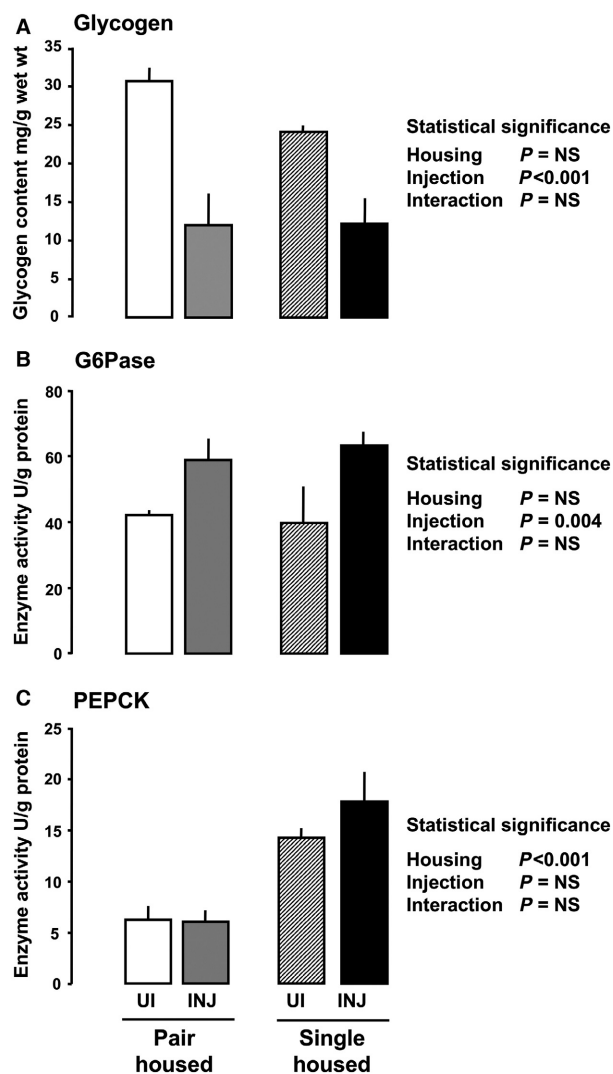 A Glycogen
Glycogen content mg/g wet wt
35
30
25
20
15
10
5
0
Statistical significance
Housing P = NS
Injection P<0.001
Interaction P = NS
B G6Pase
Enzyme activity U/g protein
80
60
40
20
0
Statistical significance
Housing P = NS
Injection P = 0.004
Interaction P = NS
C PEPCK
Enzyme activity U/g protein
25
20
15
10
5
0
Statistical significance
Housing P<0.001
Injection P = NS
Interaction P = NS
UI INJ UI INJ
Pair housed
Single housed